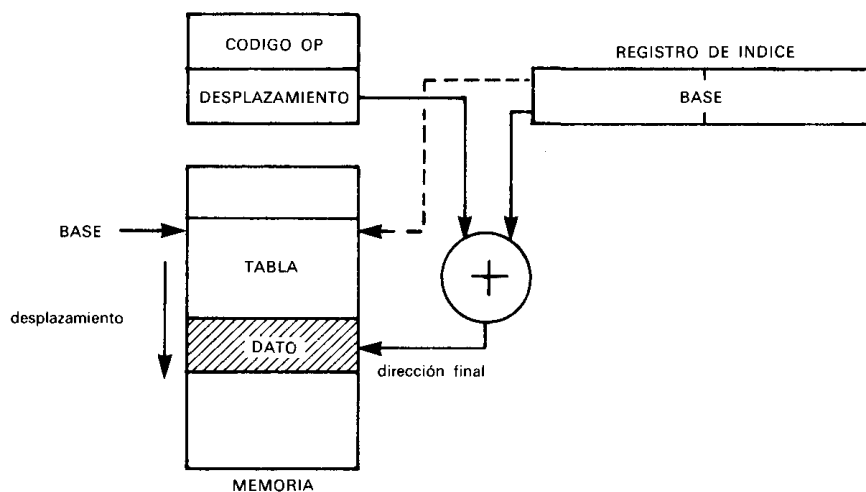 CODIGO OP
DESPLAZAMIENTO
REGISTRO DE INDICE
BASE
BASE
TABLA
desplazamiento
DATO
dirección final
MEMORIA